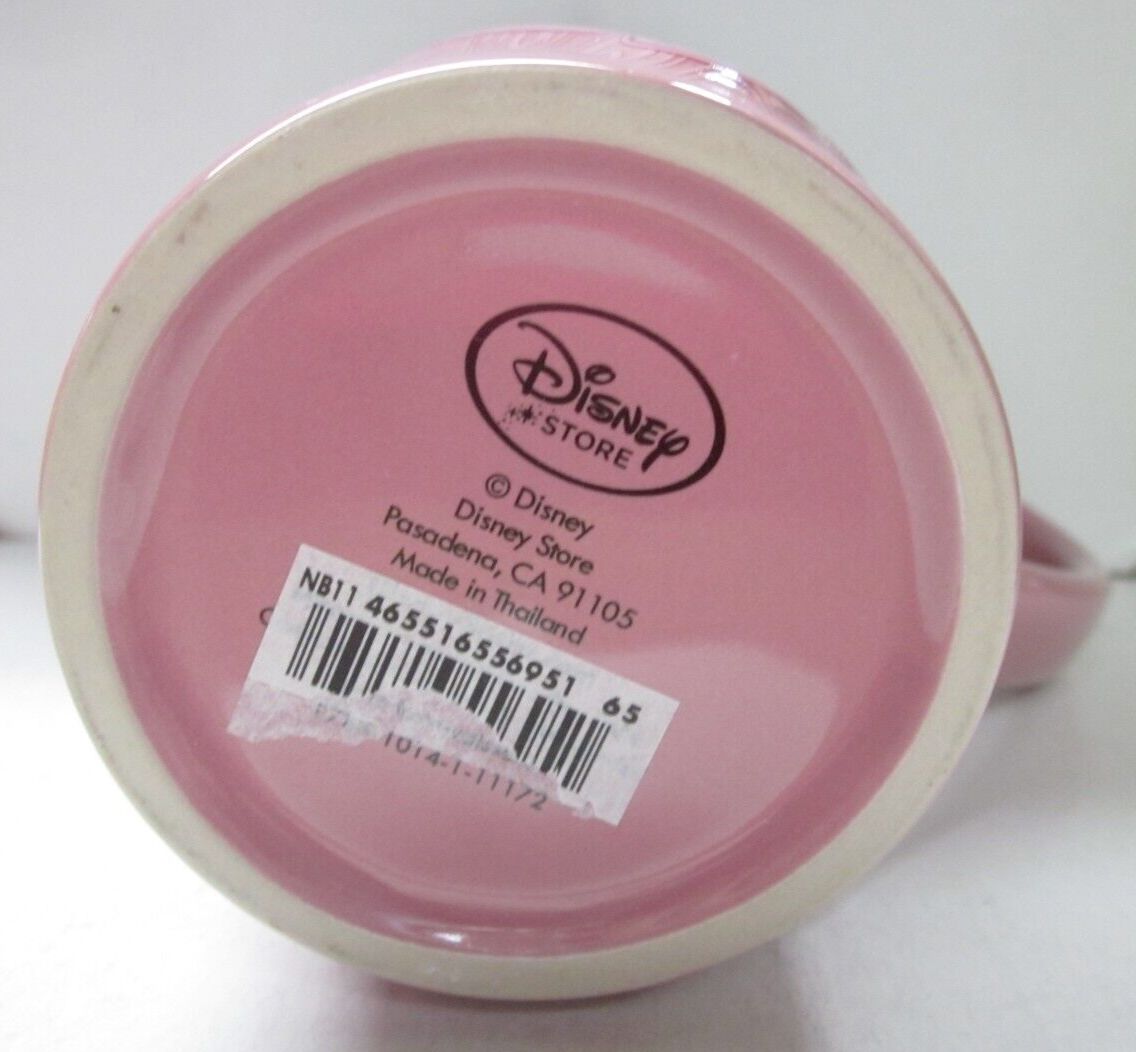 Disney
STORE
© Disney
Disney Store
Pasadena, CA 91105
Made in Thailand
NB11 465516556951 65
1014-1-11172